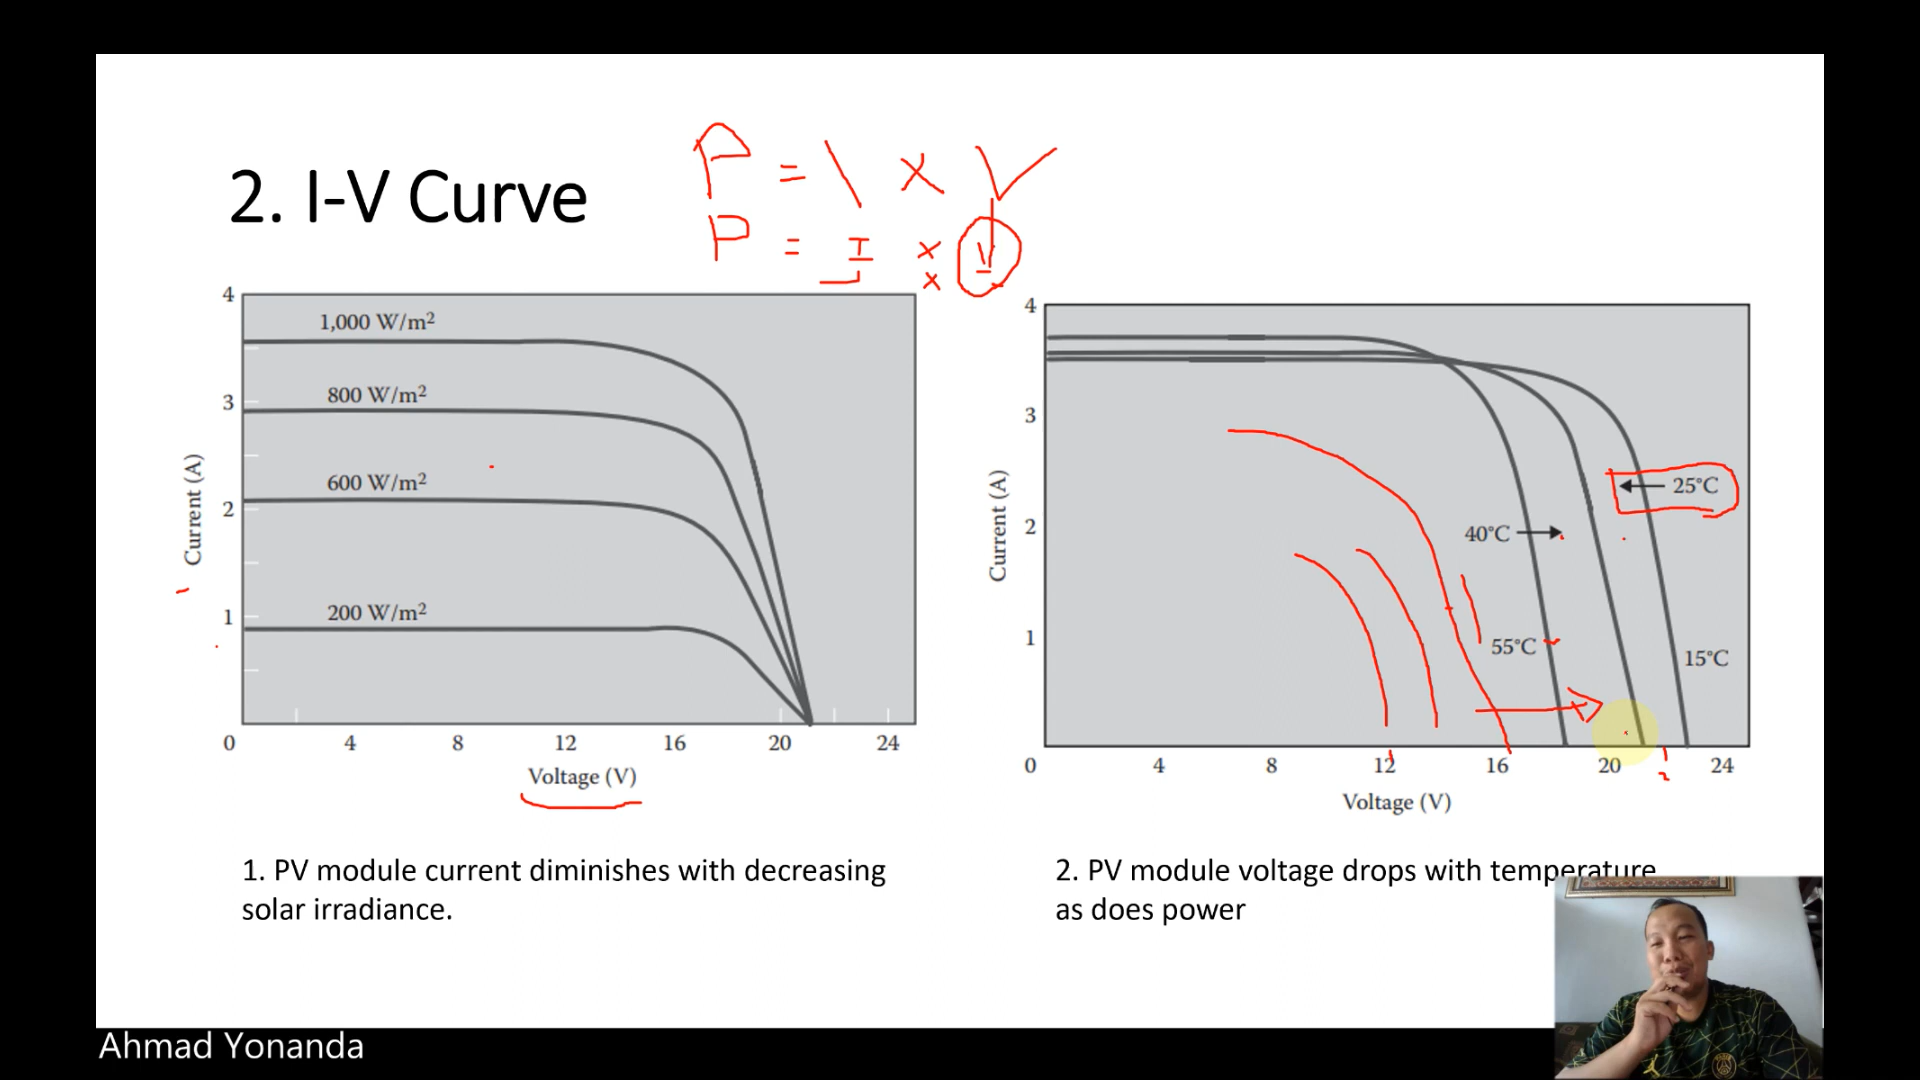 2. I-V Curve
P = I x V
P = I x V
x
4
1,000 W/m²
800 W/m²
3
600 W/m²
2
200 W/m²
1
Current (A)
0 4 8 12 16 20 24
Voltage (V)
1. PV module current diminishes with decreasing
solar irradiance.
4
3
25°C
40°C
2
55°C
15°C
1
Current (A)
0 4 8 12 16 20 24
Voltage (V)
2. PV module voltage drops with temperature
as does power
Ahmad Yonanda